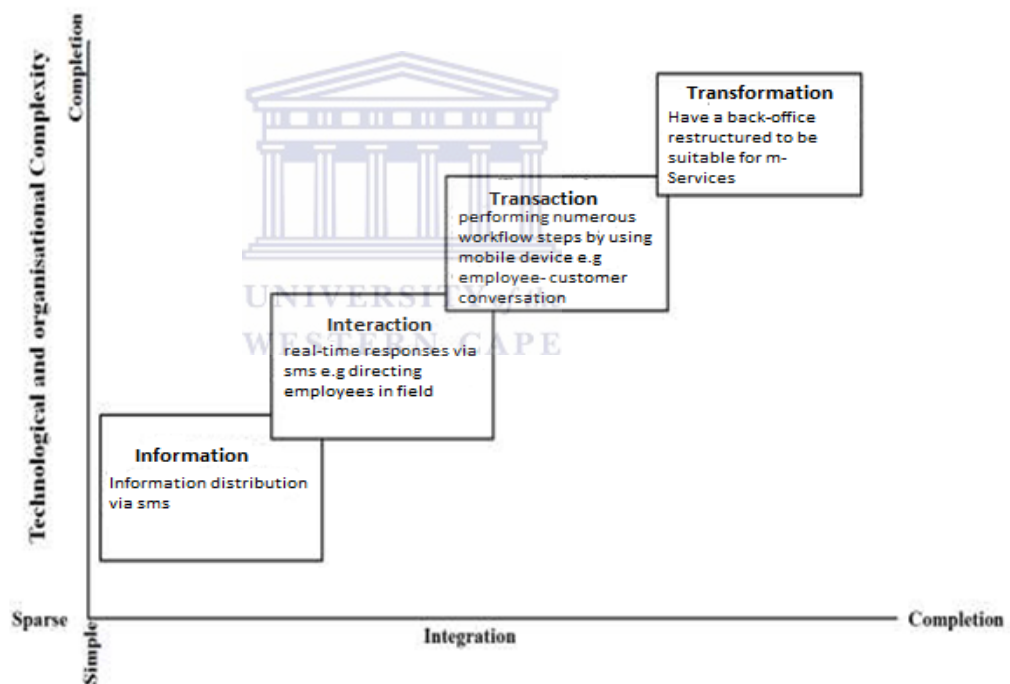 Technological and organisational Complexity
Completion
Transformation
Have a back-office
restructured to be
suitable for m-
Services
Transaction
performing numerous
workflow steps by using
mobile device e.g
employee- customer
conversation
UNIVERSITY of the
WESTERN CAPE
Interaction
real-time responses via
sms e.g directing
employees in field
Information
Information distribution
via sms
Sparse
Simple
Integration
Completion